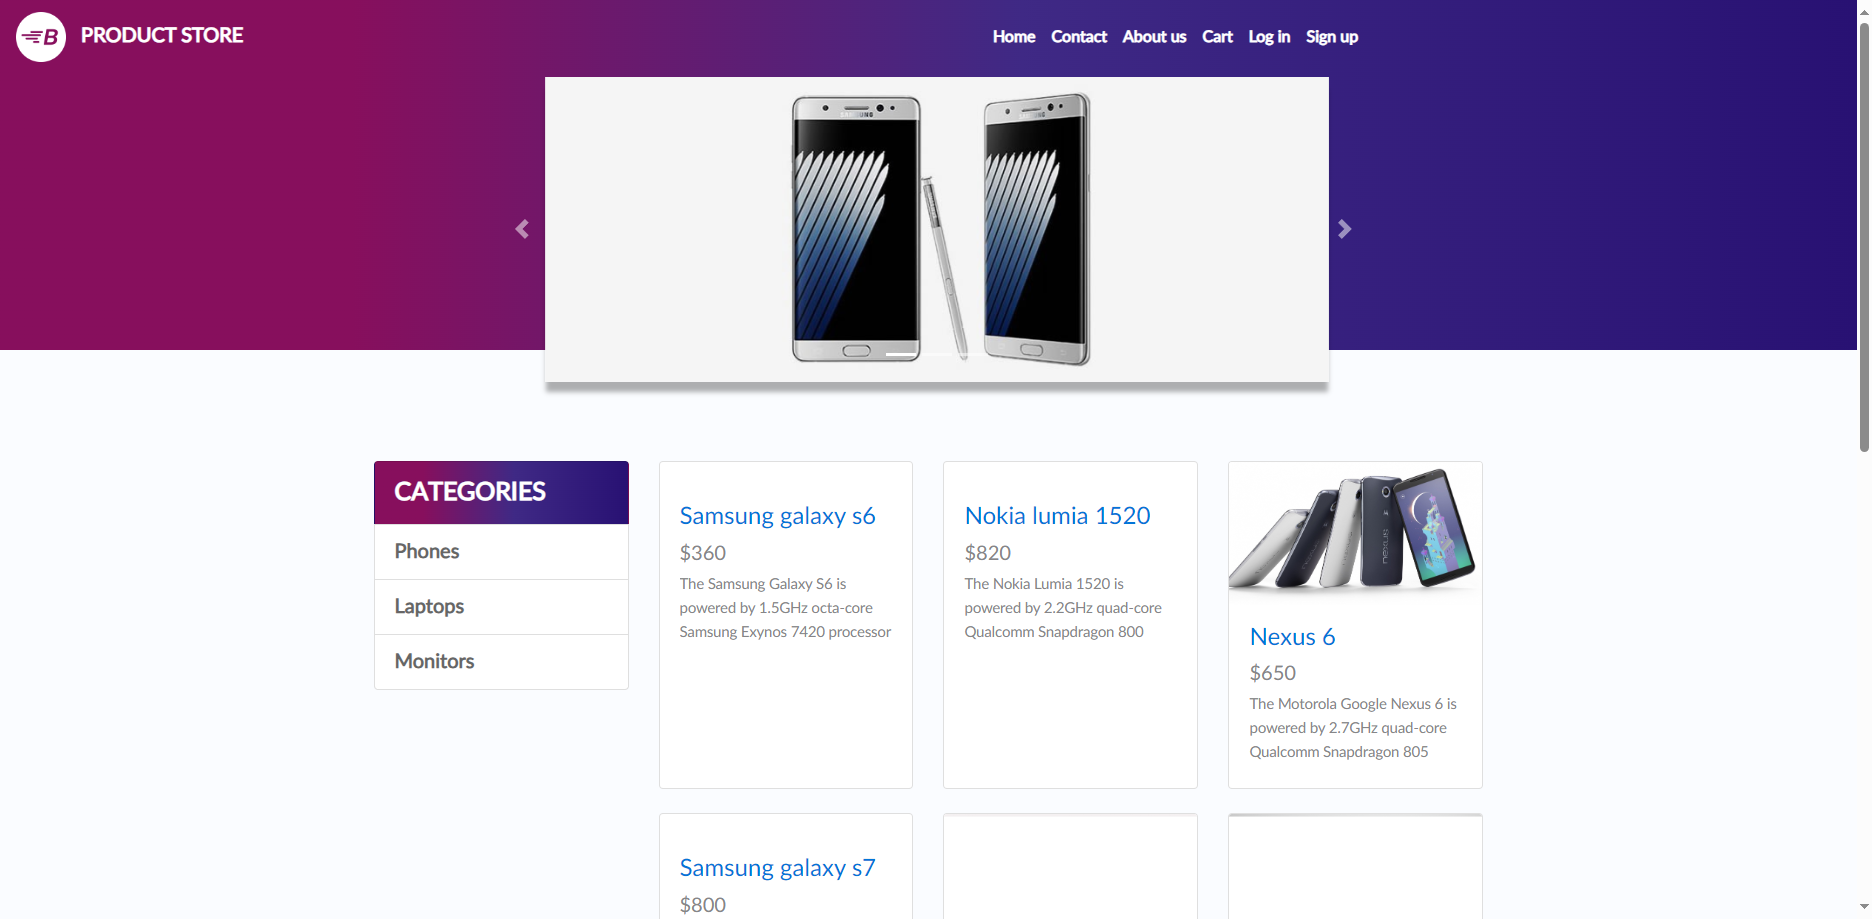 B PRODUCT STORE
Home Contact About us Cart Log in Sign up
SAMSUNG SAMSUNG
CATEGORIES
Phones
Laptops
Monitors
Samsung galaxy s6
$360
The Samsung Galaxy S6 is
powered by 1.5GHz octa-core
Samsung Exynos 7420 processor
Nokia lumia 1520
$820
The Nokia Lumia 1520 is
powered by 2.2GHz quad-core
Qualcomm Snapdragon 800
nexus
Nexus 6
$650
The Motorola Google Nexus 6 is
powered by 2.7GHz quad-core
Qualcomm Snapdragon 805
Samsung galaxy s7
$800